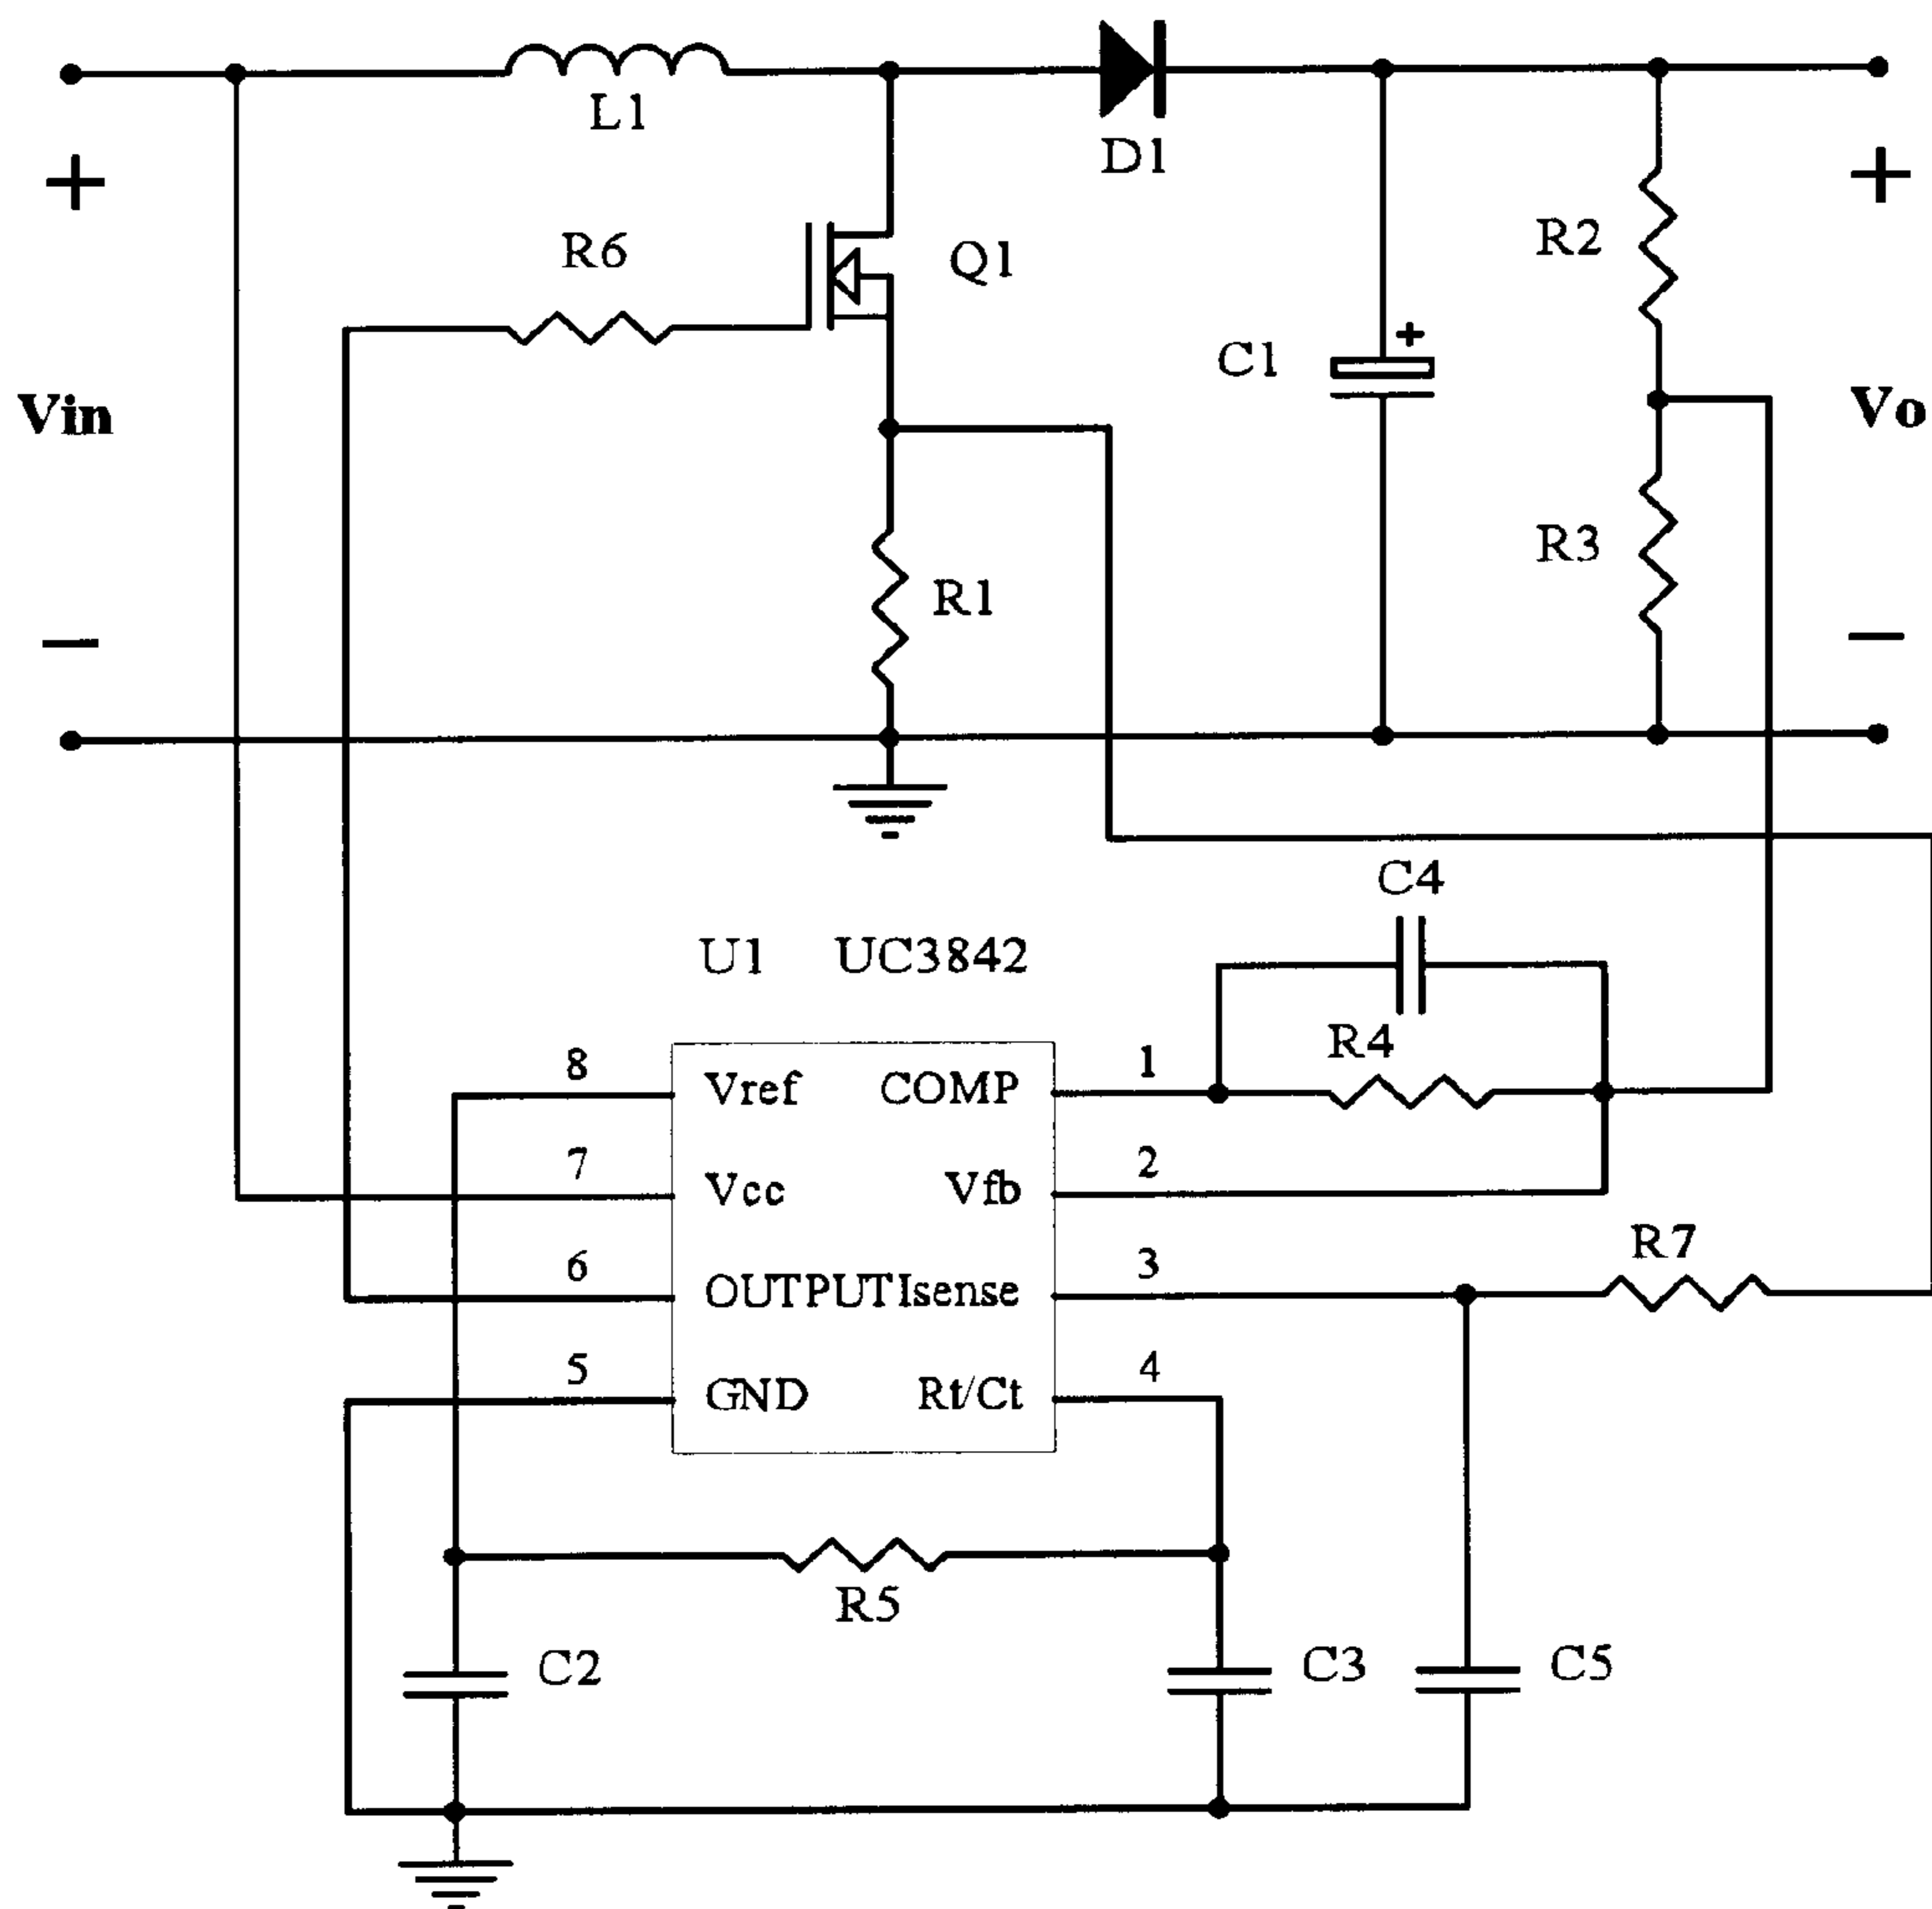 L1
D1
+
+
R6
Q1
R2
C1
+
Vin
Vo
R3
R1
—
—
C4
U1 UC3842
R4
8
Vref
COMP
1
7
Vcc
Vfb
2
6
OUTPUT
Isense
3
R7
5
GND
Rt/Ct
4
R5
C2
C3
C5